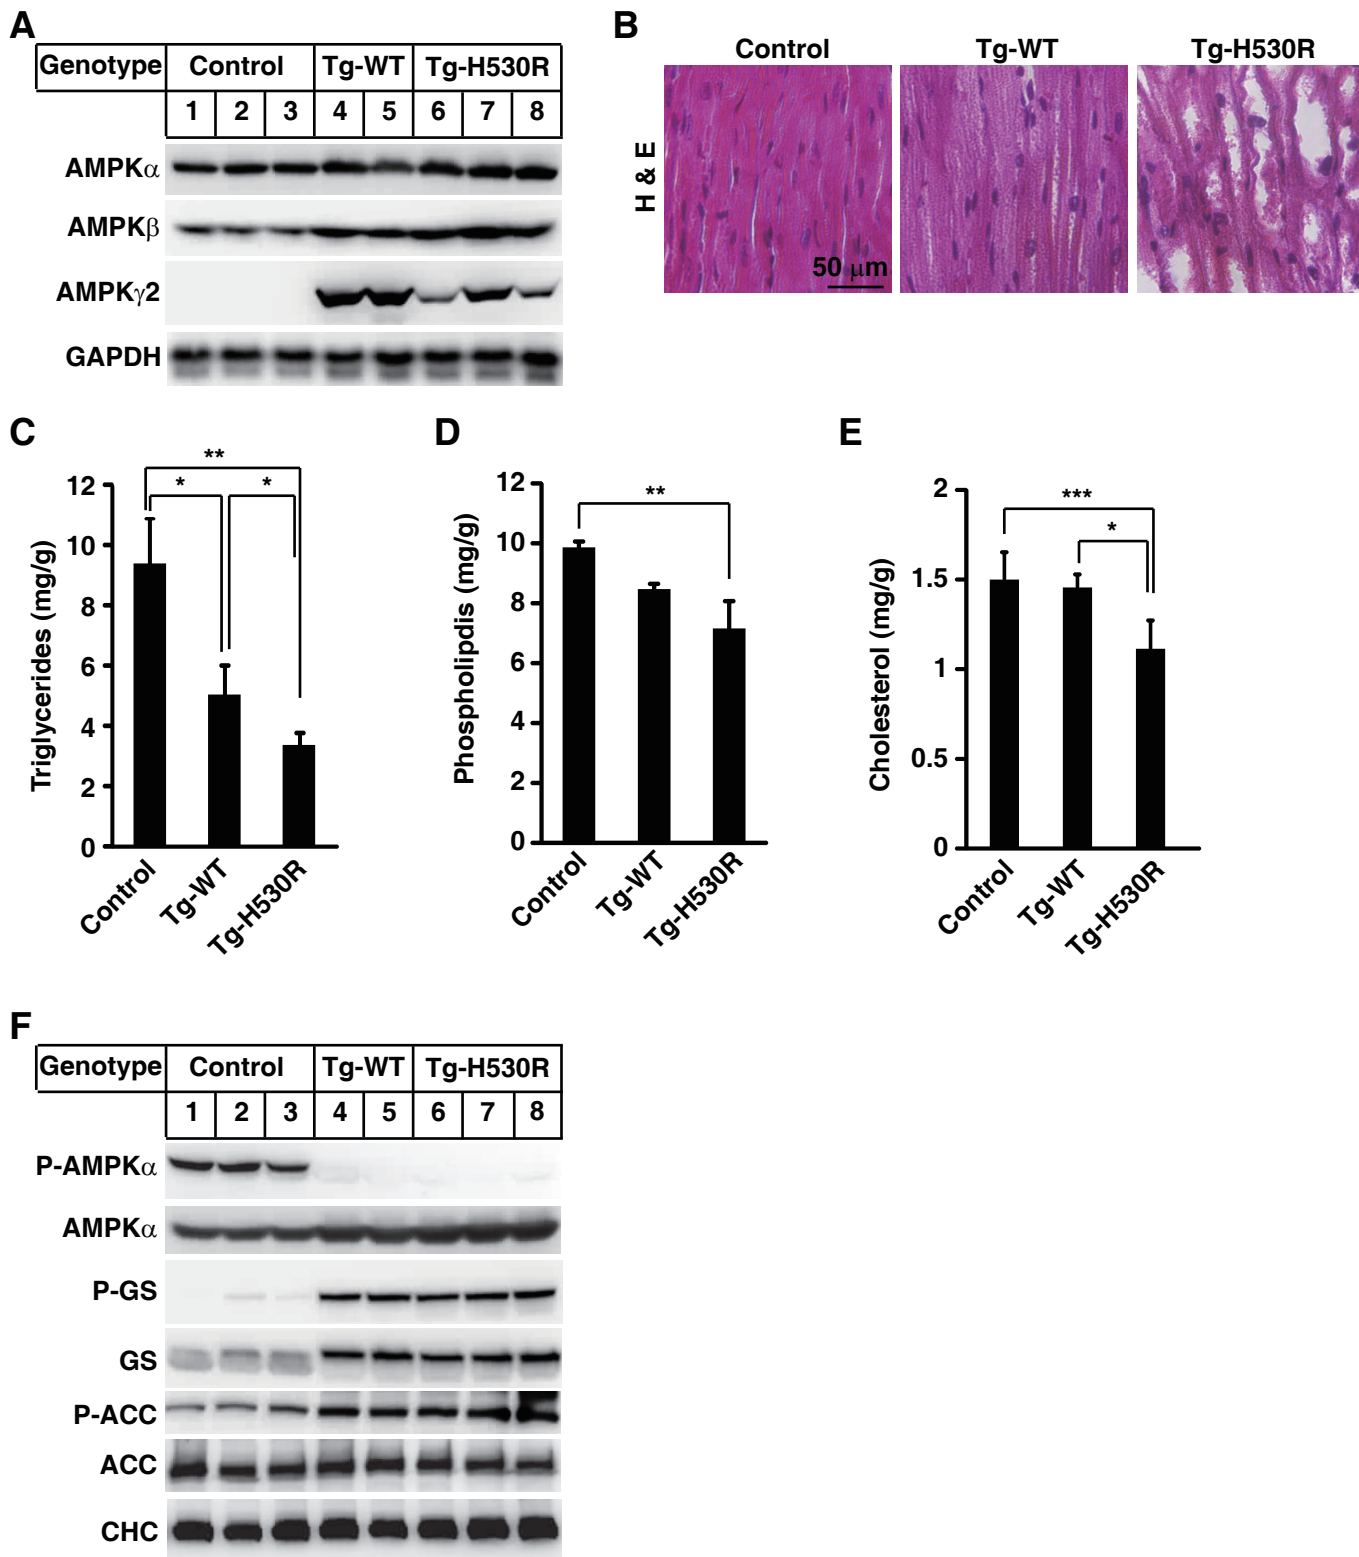 A
Genotype Control Tg-WT Tg-H530R
1 2 3 4 5 6 7 8
AMPKα
AMPKβ
AMPKγ2
GAPDH
B
Control Tg-WT Tg-H530R
H & E
50 μm
C
** 
* *
Triglycerides (mg/g)
12
10
8
6
4
2
0
Control Tg-WT Tg-H530R
D
**
Phospholipdis (mg/g)
12
10
8
6
4
2
0
Control Tg-WT Tg-H530R
E
***
*
Cholesterol (mg/g)
2
1.5
1
0.5
0
Control Tg-WT Tg-H530R
F
Genotype Control Tg-WT Tg-H530R
1 2 3 4 5 6 7 8
P-AMPKα
AMPKα
P-GS
GS
P-ACC
ACC
CHC